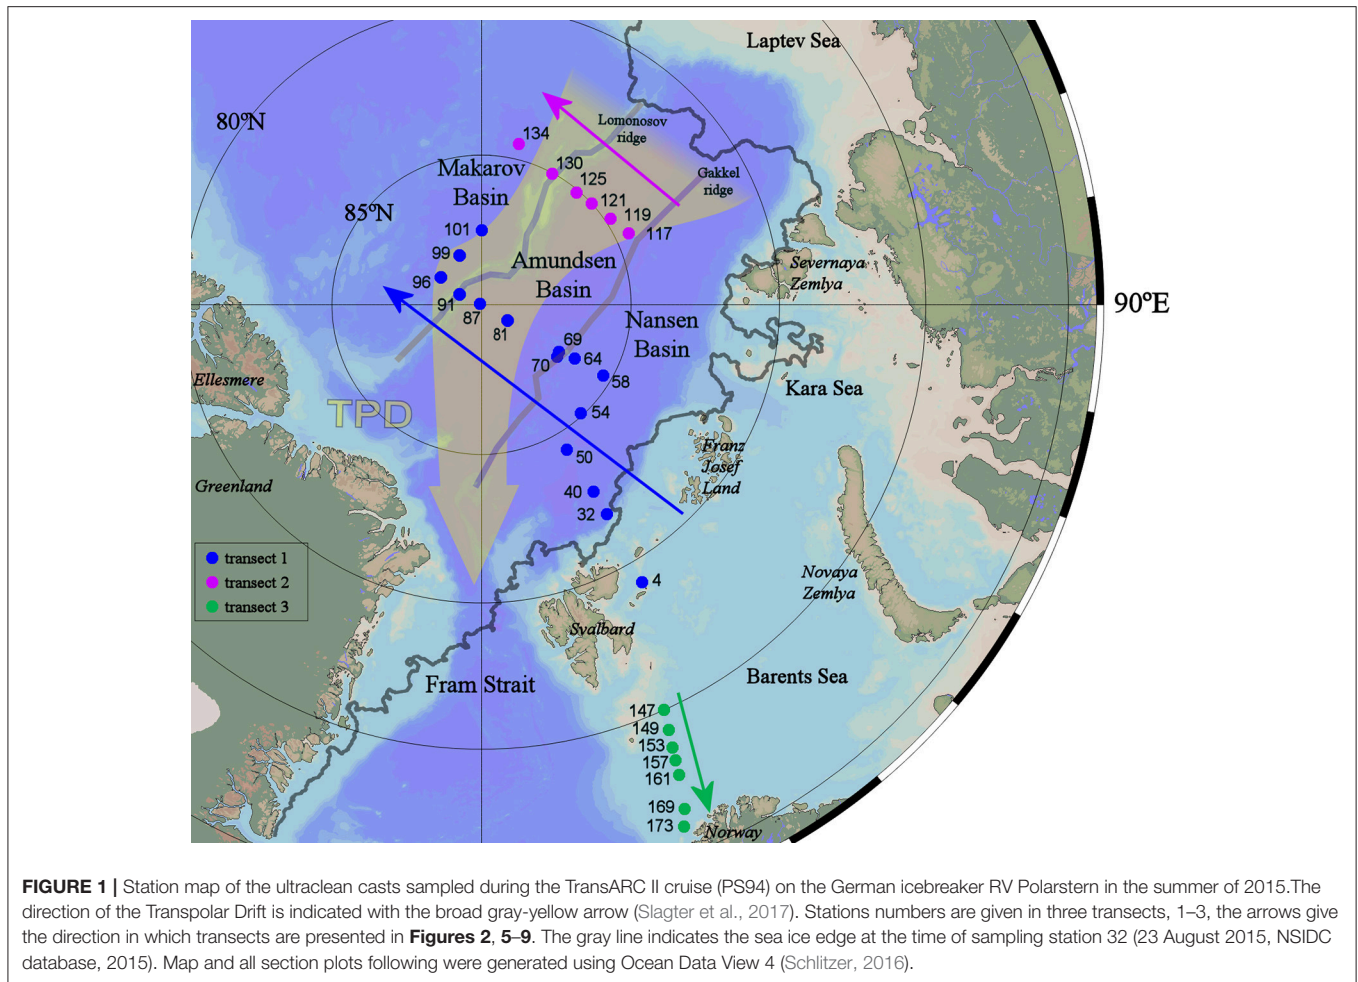 Laptev Sea
80ºN
Lomonosov
ridge
134
Makarov
Basin
130
Gakkel
ridge
125
85ºN
121
119
101
117
99
Amundsen
Basin
Severnaya
Zemlya
96
91
87
90ºE
81
Nansen
Basin
69
70
64
58
Ellesmere
Kara Sea
TPD
54
50
Franz
Josef
Land
Greenland
40
32
transect 1
transect 2
transect 3
4
Novaya
Zemlya
Svalbard
Fram Strait
Barents Sea
147
149
153
157
161
169
173
Norway
FIGURE 1 | Station map of the ultraclean casts sampled during the TransARC II cruise (PS94) on the German icebreaker RV Polarstern in the summer of 2015.The
direction of the Transpolar Drift is indicated with the broad gray-yellow arrow (Slagter et al., 2017). Stations numbers are given in three transects, 1–3, the arrows give
the direction in which transects are presented in Figures 2, 5–9. The gray line indicates the sea ice edge at the time of sampling station 32 (23 August 2015, NSIDC
database, 2015). Map and all section plots following were generated using Ocean Data View 4 (Schlitzer, 2016).